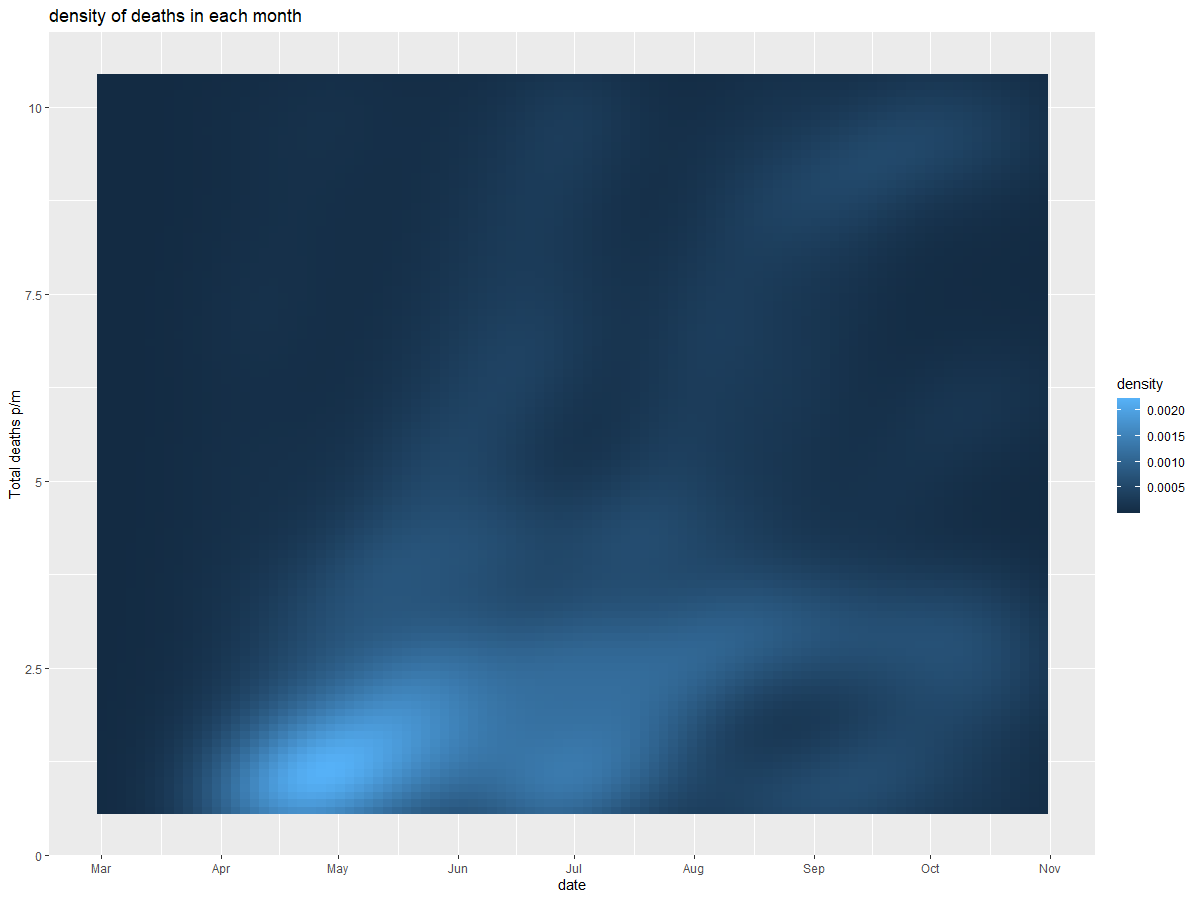 density of deaths in each month
10
7.5
5
2.5
0
Total deaths p/m
Mar Apr May Jun Jul Aug Sep Oct Nov
date
density
0.0020
0.0015
0.0010
0.0005